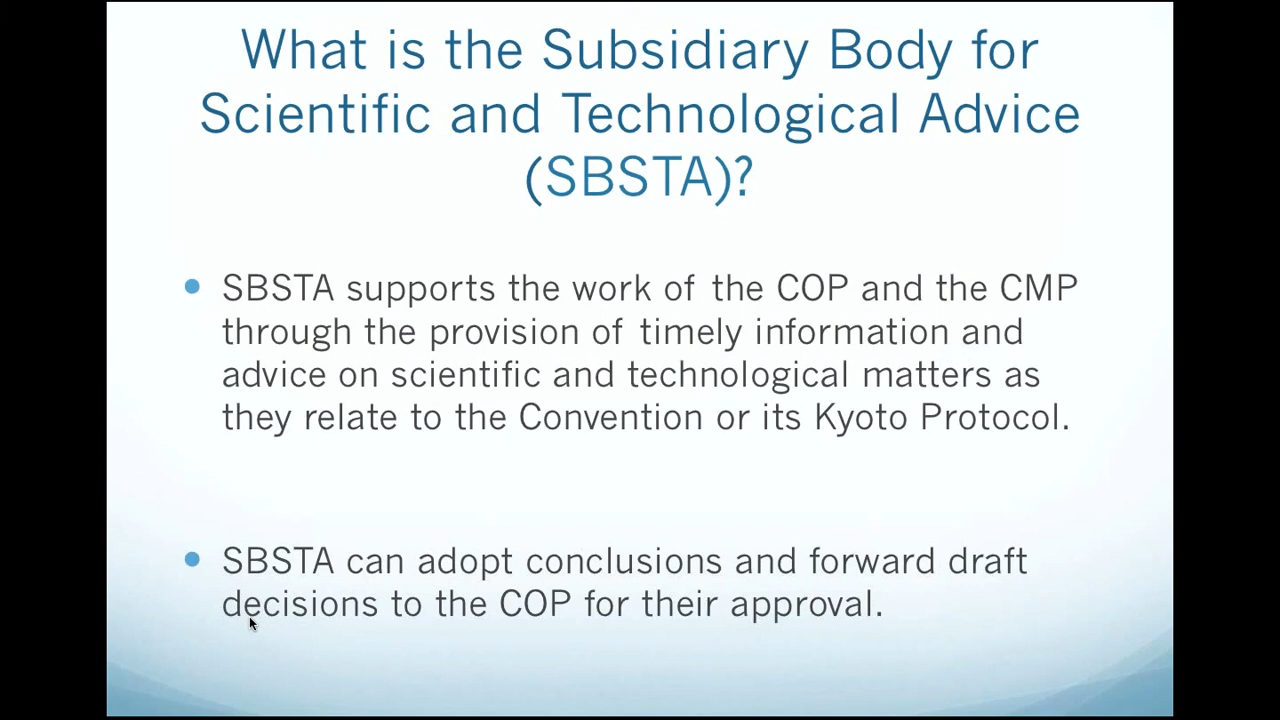 What is the Subsidiary Body for
Scientific and Technological Advice
(SBSTA)?
• SBSTA supports the work of the COP and the CMP
through the provision of timely information and
advice on scientific and technological matters as
they relate to the Convention or its Kyoto Protocol.
• SBSTA can adopt conclusions and forward draft
decisions to the COP for their approval.